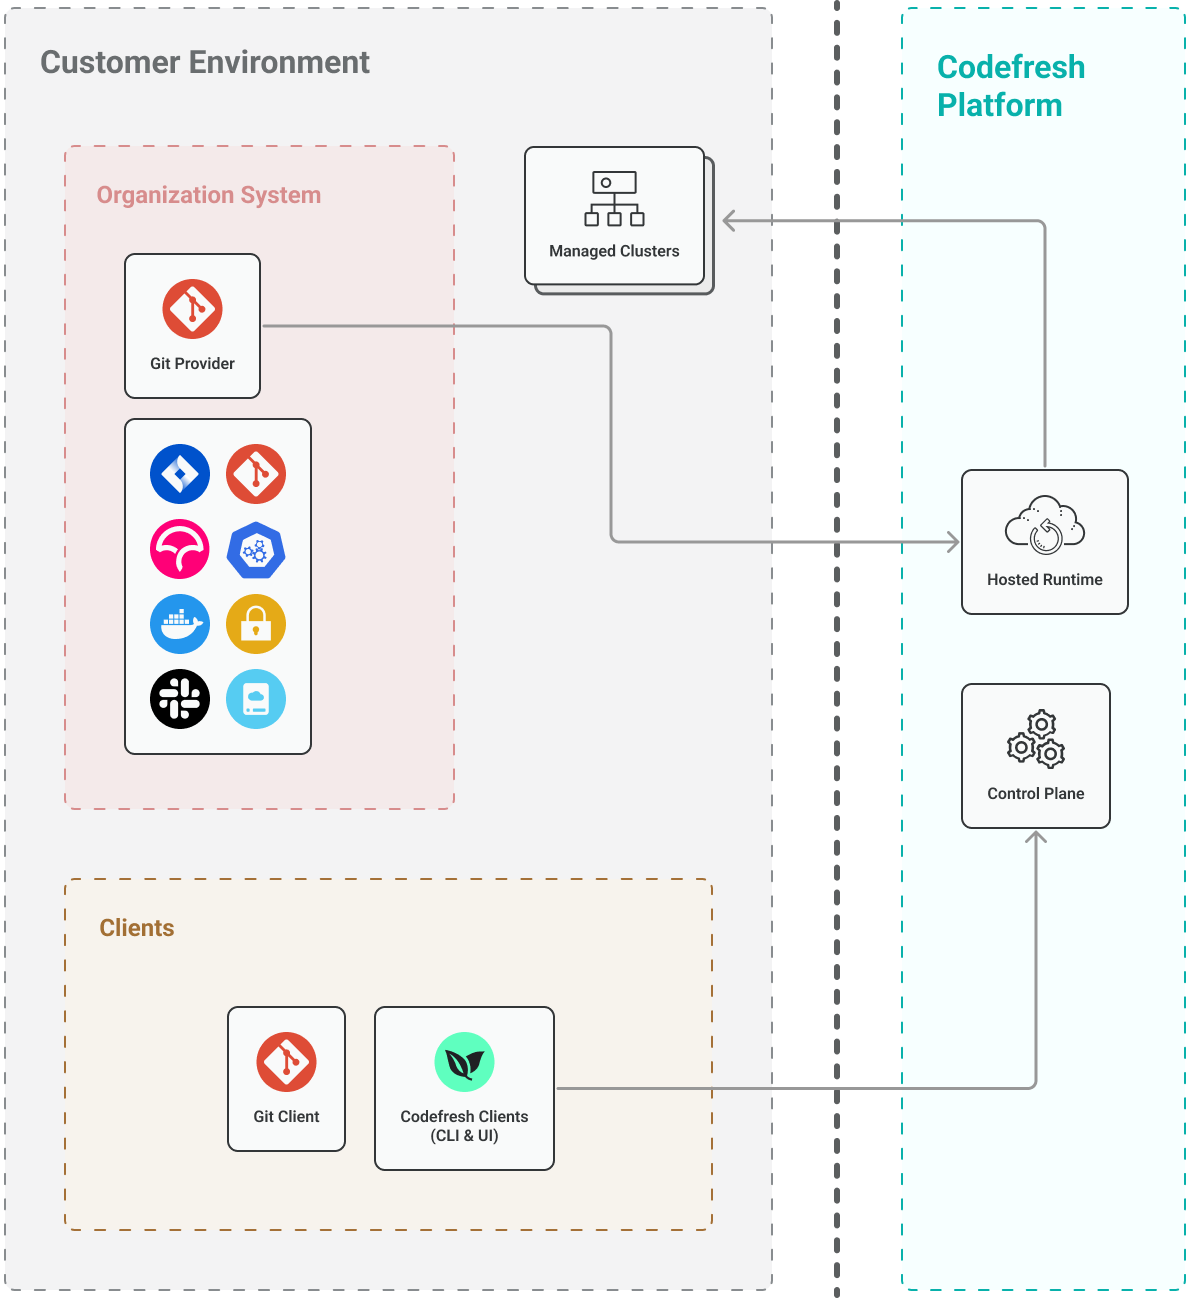 Customer Environment
Codefresh
Platform
Organization System
Managed Clusters
Git Provider
Hosted Runtime
Control Plane
Clients
Git Client
Codefresh Clients
(CLI & UI)